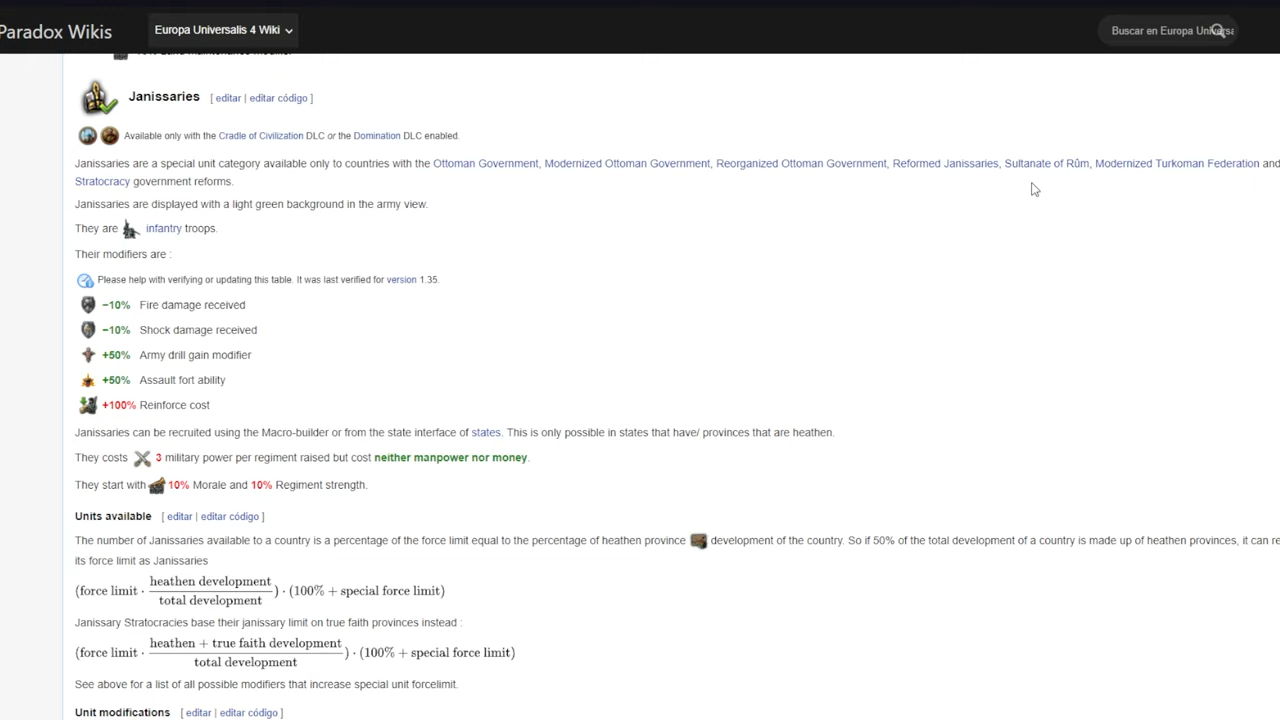 Paradox Wikis
Europa Universalis 4 Wiki
Buscar en Europa Universa
Janissaries [ editar | editar código ]
Available only with the Cradle of Civilization DLC or the Domination DLC enabled.
Janissaries are a special unit category available only to countries with the Ottoman Government, Modernized Ottoman Government, Reorganized Ottoman Government, Reformed Janissaries, Sultanate of Rûm, Modernized Turkoman Federation and
Stratocracy government reforms.
Janissaries are displayed with a light green background in the army view.
They are infantry troops.
Their modifiers are :
Please help with verifying or updating this table. It was last verified for version 1.35.
−10% Fire damage received
−10% Shock damage received
+50% Army drill gain modifier
+50% Assault fort ability
+100% Reinforce cost
Janissaries can be recruited using the Macro-builder or from the state interface of states. This is only possible in states that have/ provinces that are heathen.
They costs 3 military power per regiment raised but cost neither manpower nor money.
They start with 10% Morale and 10% Regiment strength.
Units available [ editar | editar código ]
The number of Janissaries available to a country is a percentage of the force limit equal to the percentage of heathen province development of the country. So if 50% of the total development of a country is made up of heathen provinces, it can re
its force limit as Janissaries
(force limit · heathen development / total development) · (100% + special force limit)
Janissary Stratocracies base their janissary limit on true faith provinces instead :
(force limit · heathen + true faith development / total development) · (100% + special force limit)
See above for a list of all possible modifiers that increase special unit forcelimit.
Unit modifications [ editar | editar código ]